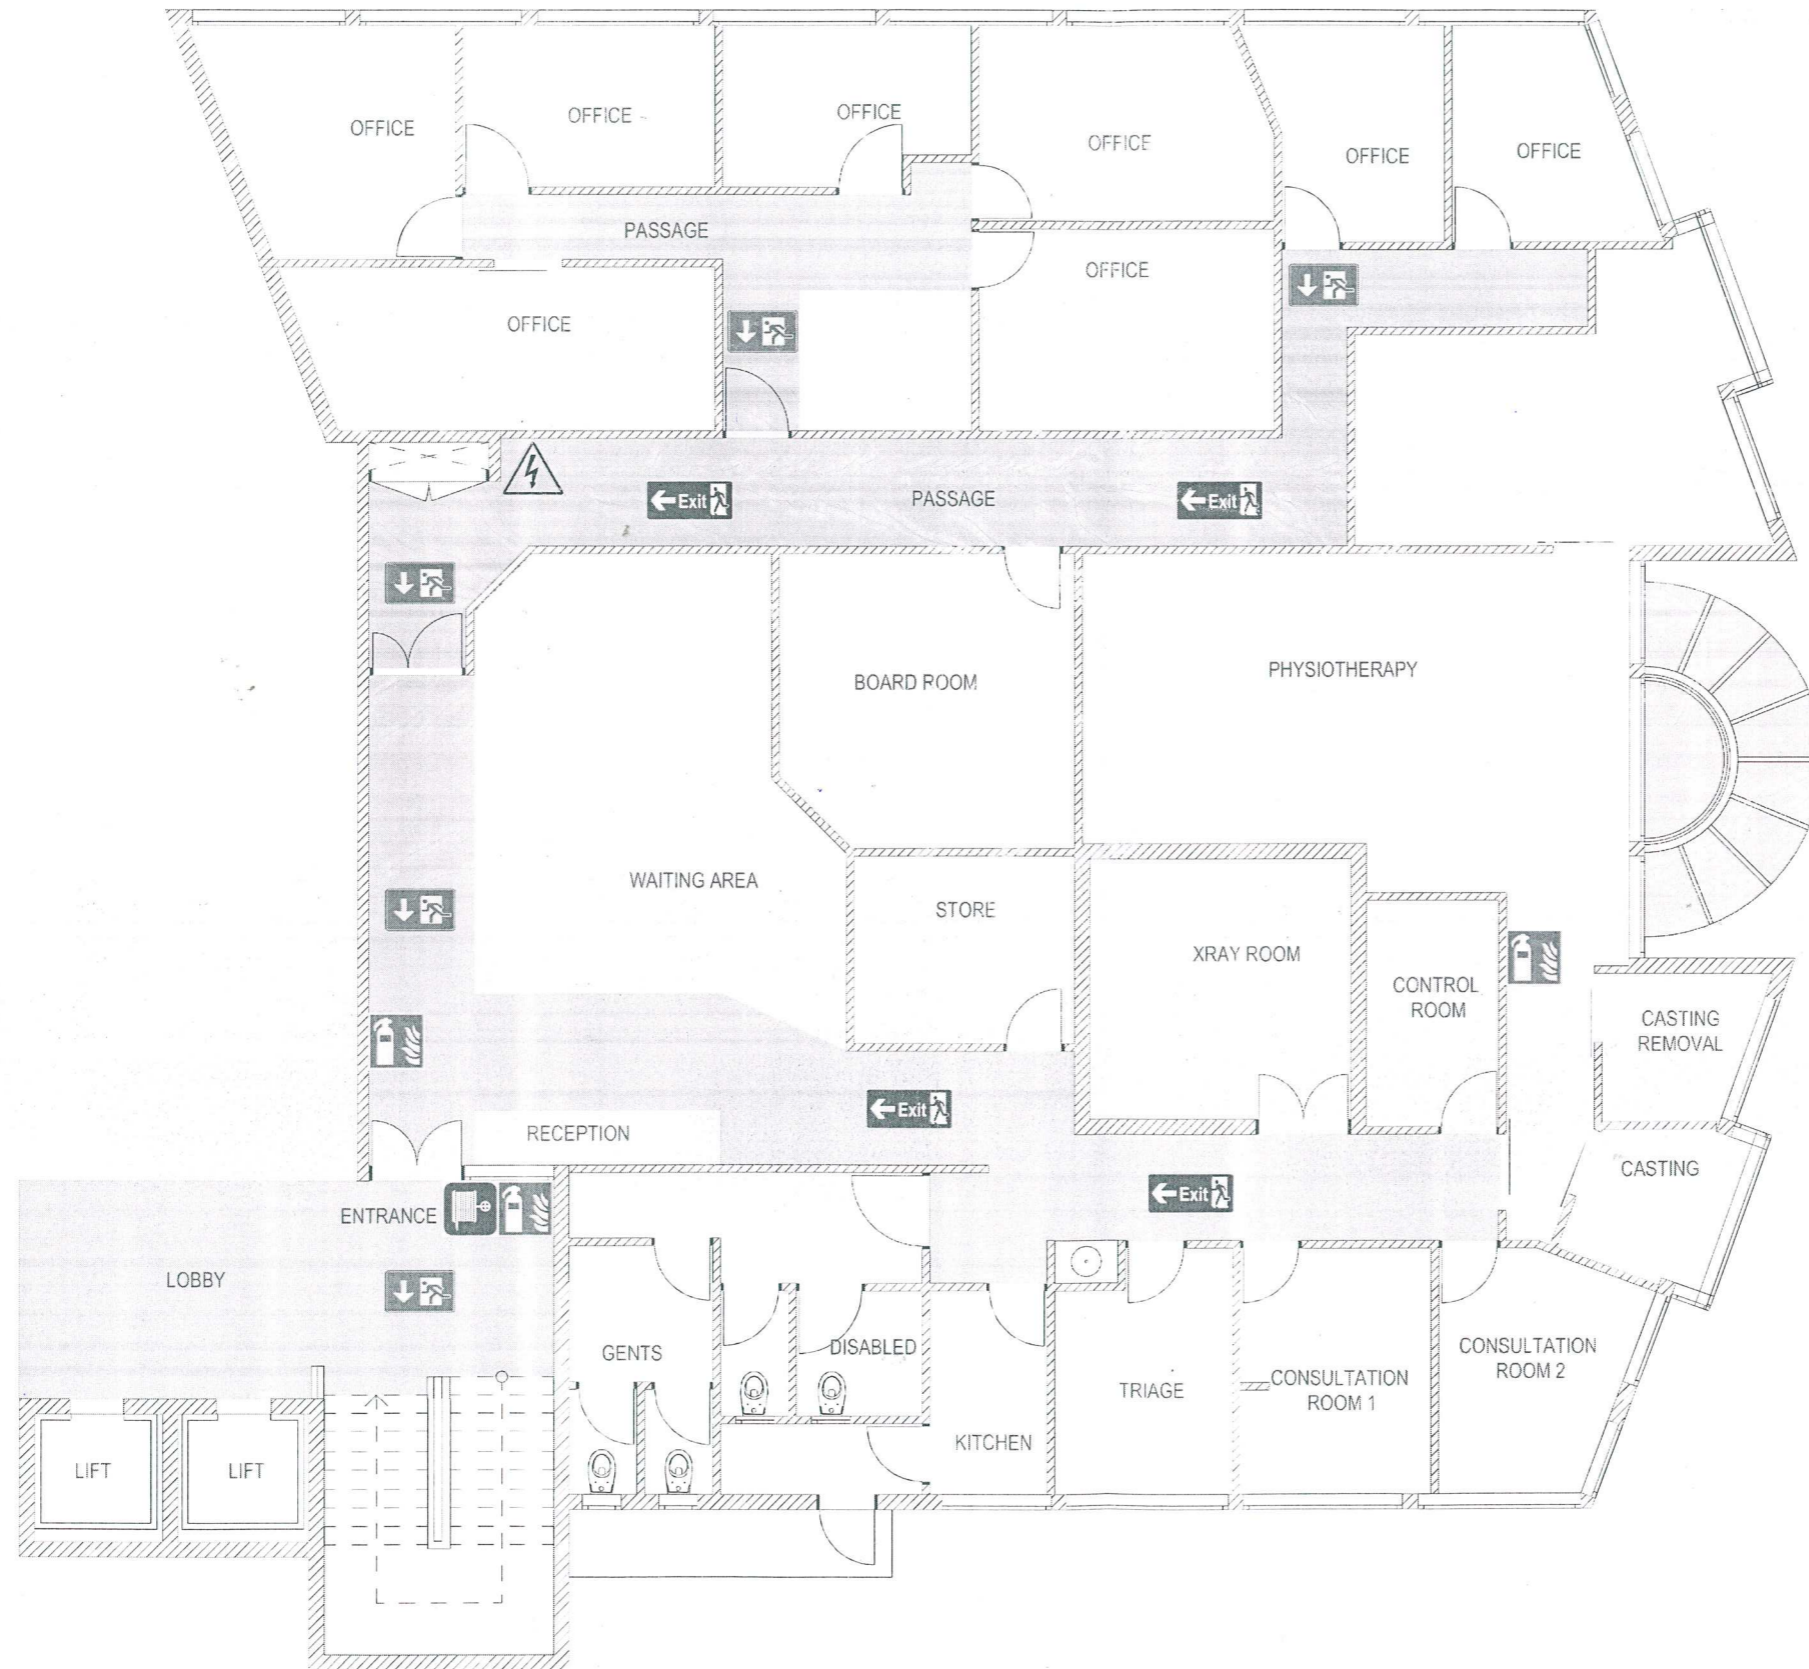 OFFICE
OFFICE
OFFICE
OFFICE
OFFICE
OFFICE
PASSAGE
OFFICE
OFFICE
Exit
PASSAGE
Exit
BOARD ROOM
PHYSIOTHERAPY
WAITING AREA
STORE
XRAY ROOM
CONTROL
ROOM
CASTING
REMOVAL
Exit
RECEPTION
CASTING
Exit
ENTRANCE
LOBBY
GENTS
DISABLED
TRIAGE
CONSULTATION
ROOM 1
CONSULTATION
ROOM 2
KITCHEN
LIFT
LIFT